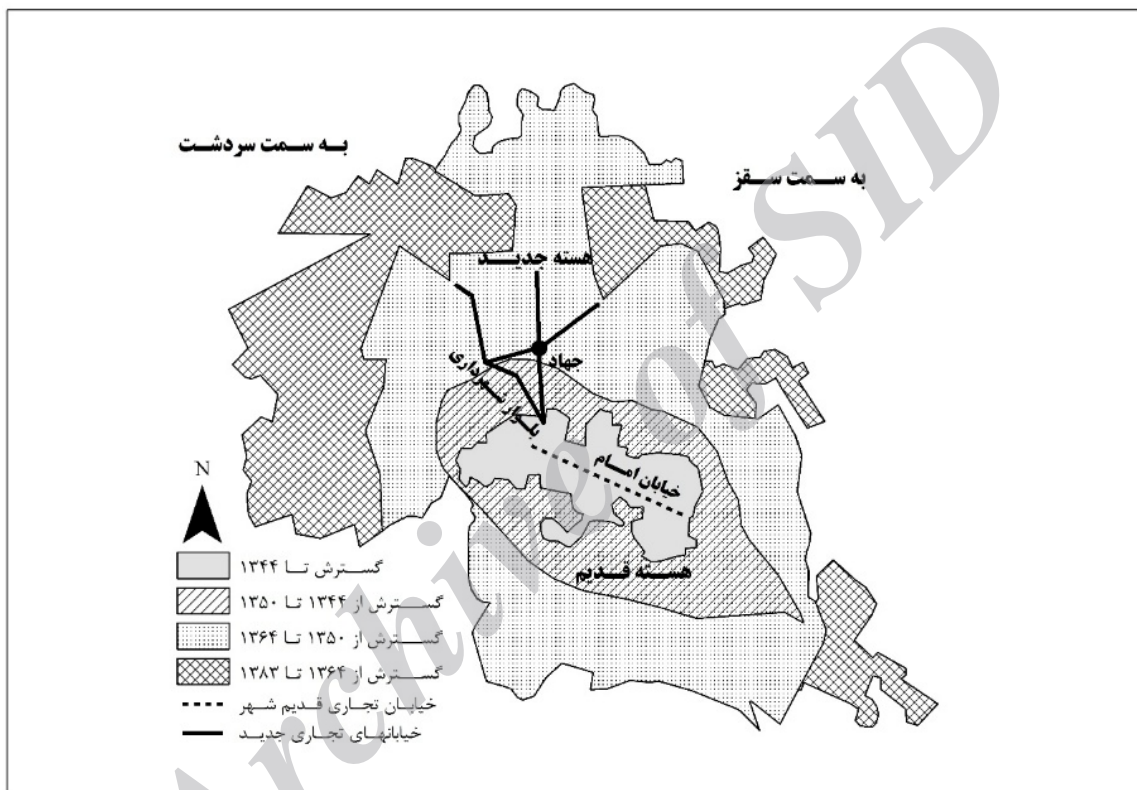 به سمت سردشت
به سمت سقز
هسته جدید
جهاد
بلوار شهرداری
خیابان امام
هسته قدیم
N
گسترش تا ۱۳۴۴
گسترش از ۱۳۴۴ تا ۱۳۵۰
گسترش از ۱۳۵۰ تا ۱۳۶۴
گسترش از ۱۳۶۴ تا ۱۳۸۳
خیابان تجاری قدیم شهر
خیابانهای تجاری جدید
Archive of SID